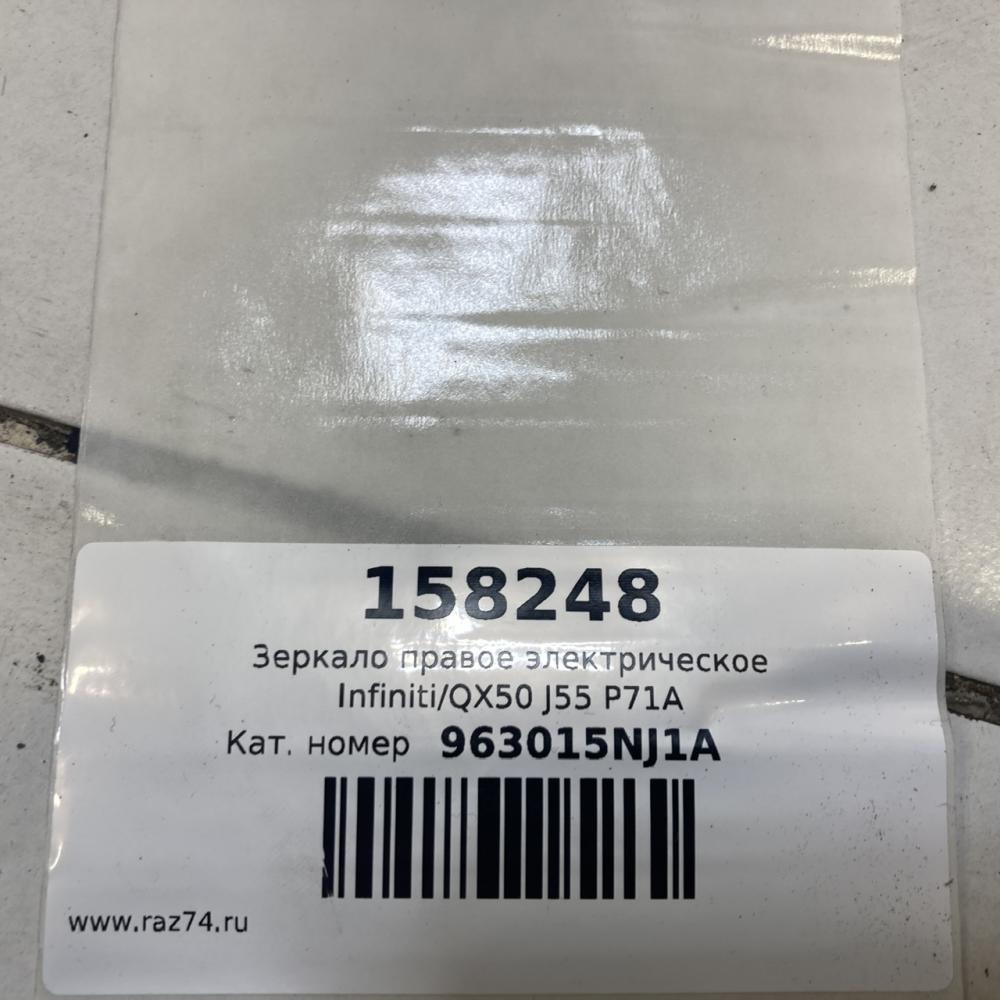 158248
Зеркало правое электрическое
Infiniti/QX50 J55 P71A
Кат. номер 963015NJ1A
www.raz74.ru